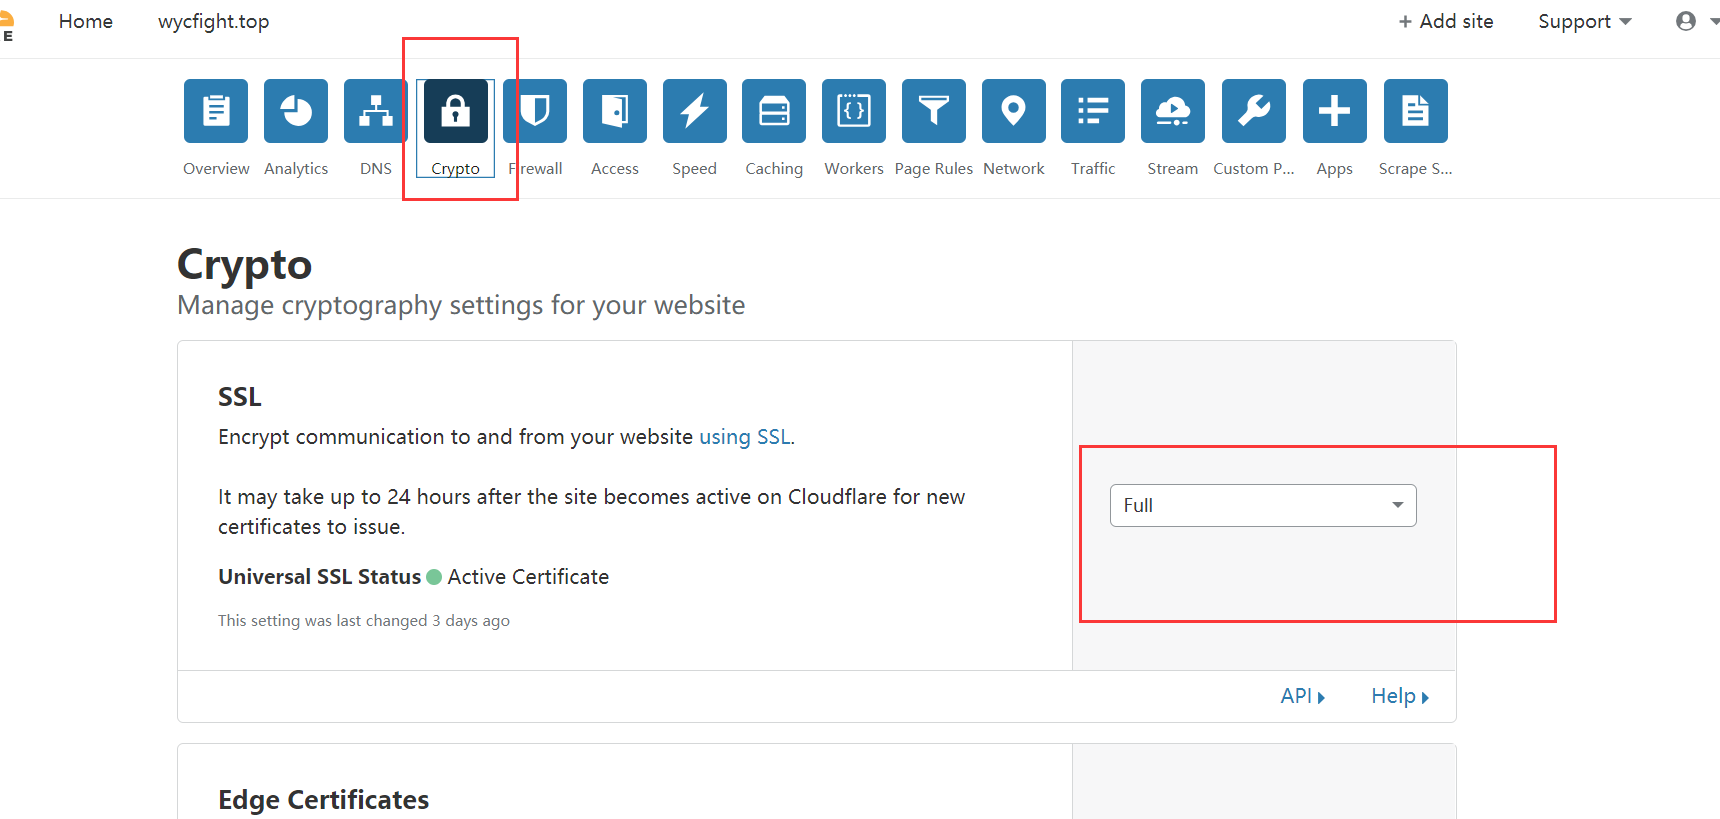 E
Home wycfight.top + Add site Support
Overview Analytics DNS Crypto Firewall Access Speed Caching Workers Page Rules Network Traffic Stream Custom P... Apps Scrape S...
Crypto
Manage cryptography settings for your website
SSL
Encrypt communication to and from your website using SSL.
It may take up to 24 hours after the site becomes active on Cloudflare for new
certificates to issue.
Full
Universal SSL Status Active Certificate
This setting was last changed 3 days ago
API Help
Edge Certificates